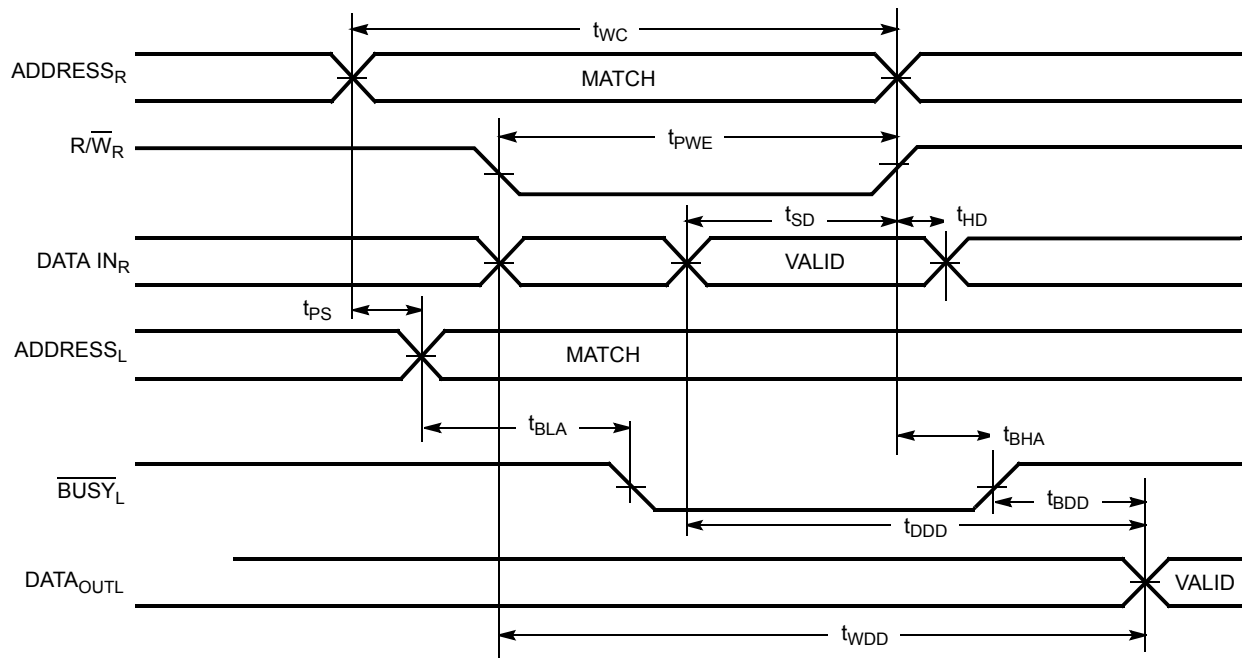 tWC
ADDRESSR
MATCH
R/W̅R
tPWE
tSD
tHD
DATA INR
VALID
tPS
ADDRESSL
MATCH
tBLA
tBHA
B̅U̅S̅Y̅L
tBDD
tDDD
DATAOUTL
VALID
tWDD